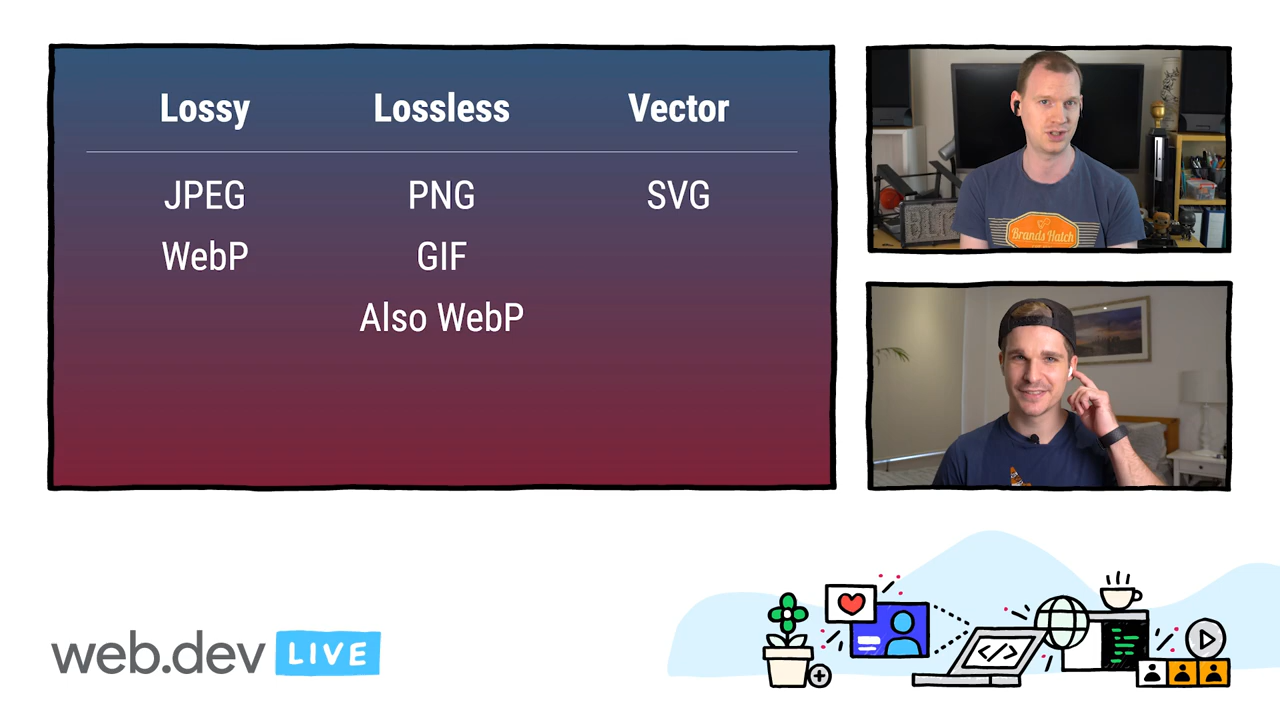 Lossy Lossless Vector
JPEG PNG SVG
WebP GIF
Also WebP
Brands Hatch
web.dev LIVE
</>